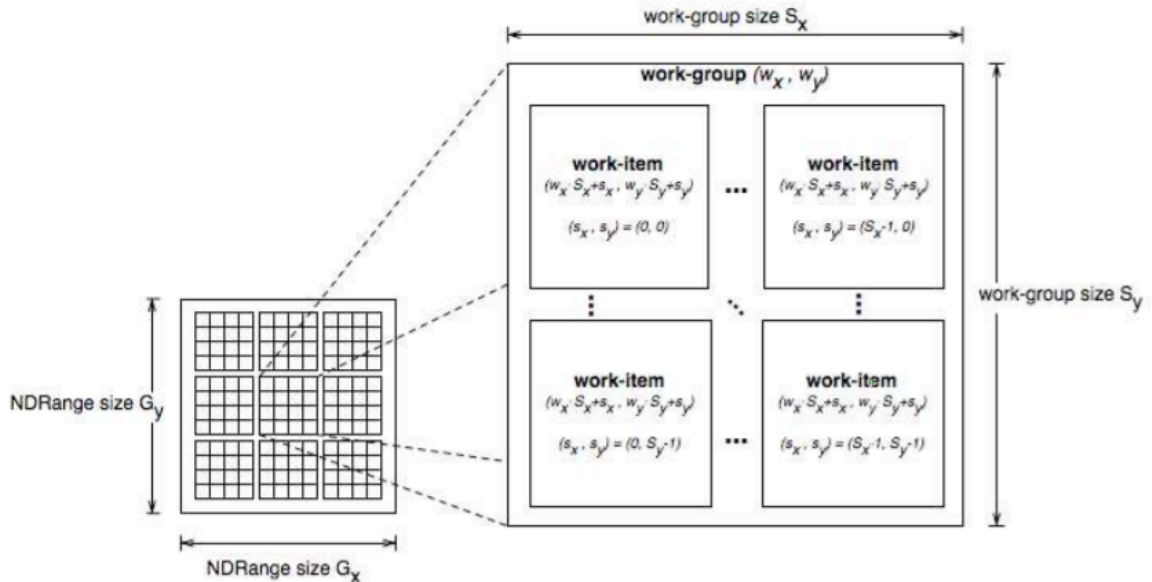 work-group size Sx
work-group (wx , wy)
work-item
(wx· Sx+sx , wy· Sy+sy)
(sx , sy) = (0, 0)
...
work-item
(wx· Sx+sx , wy· Sy+sy)
(sx , sy) = (Sx-1, 0)
work-group size Sy
work-item
(wx· Sx+sx , wy· Sy+sy)
(sx , sy) = (0, Sy-1)
...
work-item
(wx· Sx+sx , wy· Sy+sy)
(sx , sy) = (Sx-1, Sy-1)
NDRange size Gy
NDRange size Gx